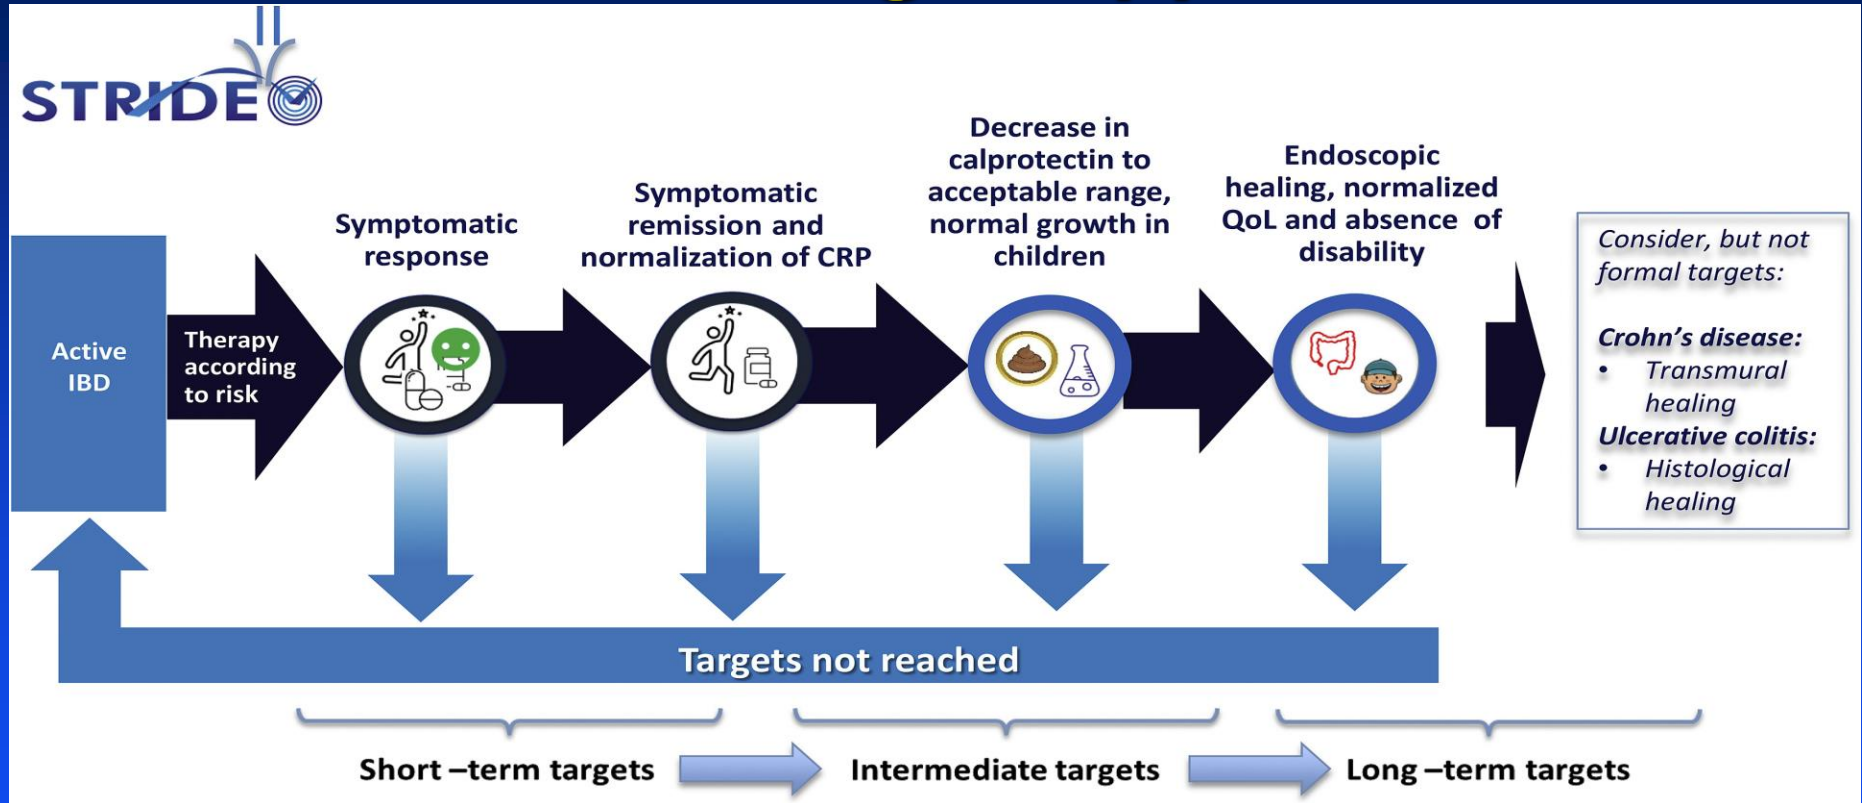 STRIDE
Symptomatic
response
Symptomatic
remission and
normalization of CRP
Decrease in
calprotectin to
acceptable range,
normal growth in
children
Endoscopic
healing, normalized
QoL and absence of
disability
Active
IBD
Therapy
according
to risk
Consider, but not
formal targets:
Crohn’s disease:
• Transmural
healing
Ulcerative colitis:
• Histological
healing
Targets not reached
Short –term targets
Intermediate targets
Long –term targets